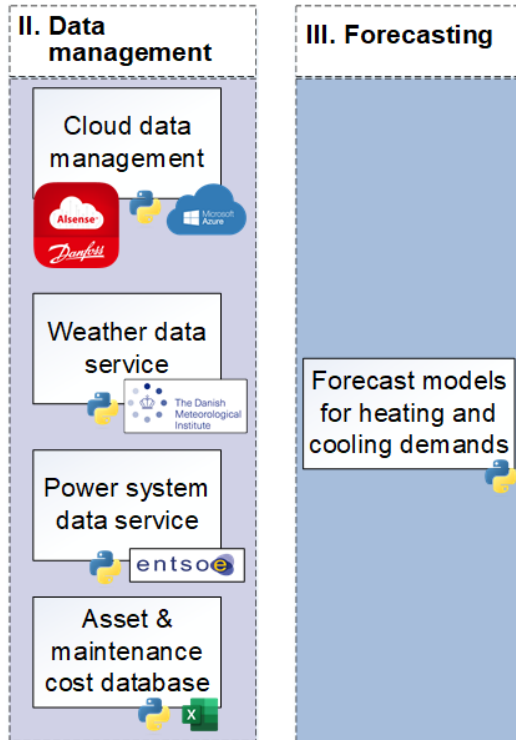 II. Data
management
Cloud data
management
Alsense
Danfoss
Microsoft
Azure
Weather data
service
The Danish
Meteorological
Institute
Power system
data service
entsoe
Asset &
maintenance
cost database
X
III. Forecasting
Forecast models
for heating and
cooling demands